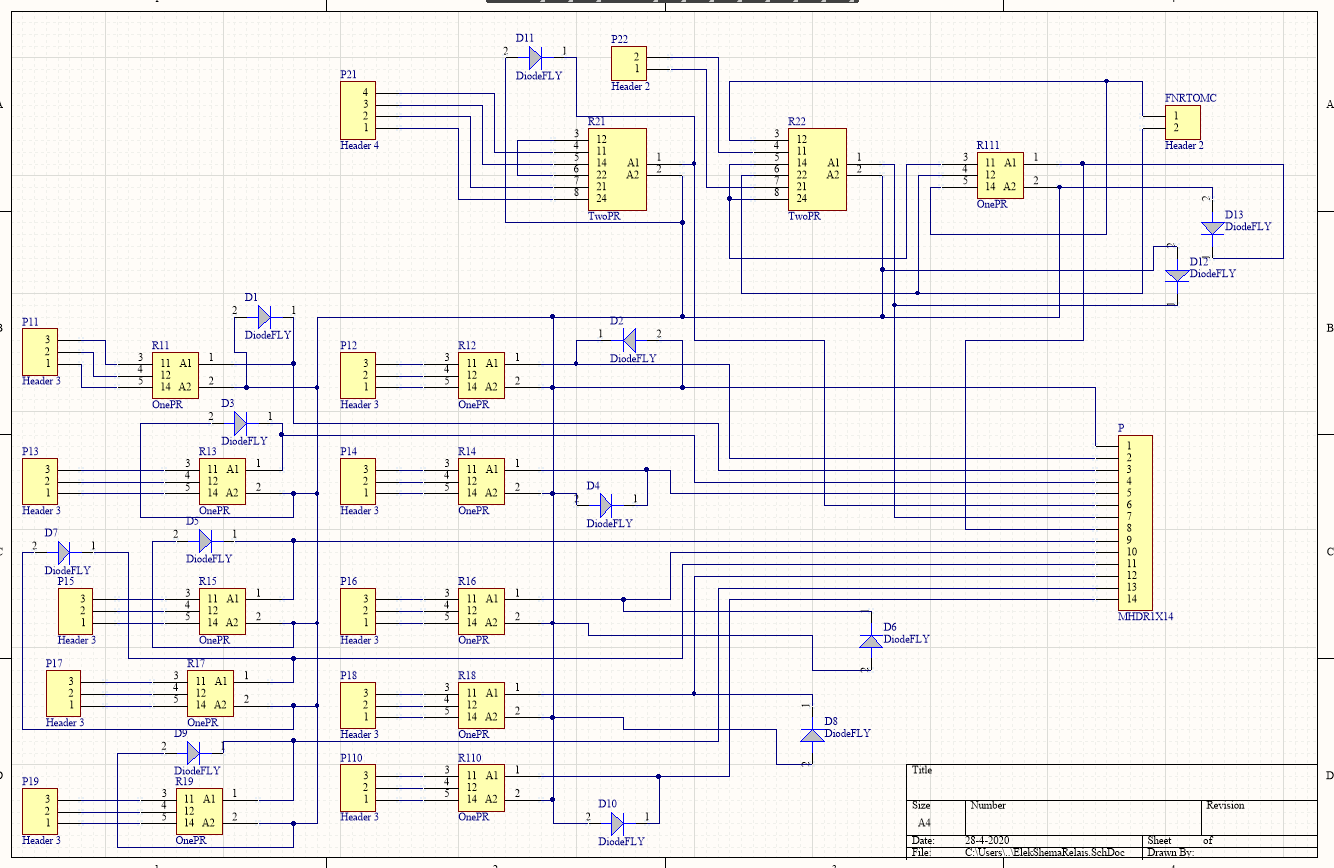 D11
2 1
DiodeFLY
P22
2
1
Header 2
P21
4
3
2
1
Header 4
R21
3 12
4 11
5 14 A1 1
6 22 A2 2
7 21
8 24
TwoPR
R22
3 12
4 11
5 14 A1 1
6 22 A2 2
7 21
8 24
TwoPR
R111
3 11 A1 1
4 12
5 14 A2 2
OnePR
FNRTOMC
1
2
Header 2
2
D13
DiodeFLY
1
2
D12
DiodeFLY
1
A
A
B
B
C
C
D
D
D1
2 1
DiodeFLY
P11
3
2
1
Header 3
R11
3 11 A1 1
4 12
5 14 A2 2
OnePR
D2
1 2
DiodeFLY
P12
3
2
1
Header 3
R12
3 11 A1 1
4 12
5 14 A2 2
OnePR
D3
2 1
DiodeFLY
P13
3
2
1
Header 3
R13
3 11 A1 1
4 12
5 14 A2 2
OnePR
P14
3
2
1
Header 3
R14
3 11 A1 1
4 12
5 14 A2 2
OnePR
D4
2 1
DiodeFLY
P
1
2
3
4
5
6
7
8
9
10
11
12
13
14
MHDR1X14
D5
2 1
DiodeFLY
D7
2 1
DiodeFLY
P15
3
2
1
Header 3
R15
3 11 A1 1
4 12
5 14 A2 2
OnePR
P16
3
2
1
Header 3
R16
3 11 A1 1
4 12
5 14 A2 2
OnePR
1
D6
DiodeFLY
2
P17
3
2
1
Header 3
R17
3 11 A1 1
4 12
5 14 A2 2
OnePR
P18
3
2
1
Header 3
R18
3 11 A1 1
4 12
5 14 A2 2
OnePR
1
D8
DiodeFLY
2
D9
2 1
DiodeFLY
P19
3
2
1
Header 3
R19
3 11 A1 1
4 12
5 14 A2 2
OnePR
P110
3
2
1
Header 3
R110
3 11 A1 1
4 12
5 14 A2 2
OnePR
D10
2 1
DiodeFLY
Title
Size Number Revision
A4
Date: 28-4-2020 Sheet of
File: C:\Users\..\ElekShemaRelais.SchDoc Drawn By: